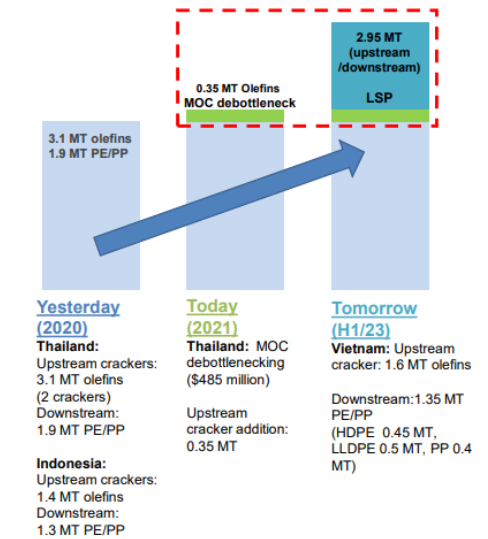 2.95 MT
(upstream
/downstream)
LSP
0.35 MT Olefins
MOC debottleneck
3.1 MT olefins
1.9 MT PE/PP
Yesterday
(2020)
Thailand:
Upstream crackers:
3.1 MT olefins
(2 crackers)
Downstream:
1.9 MT PE/PP
Indonesia:
Upstream crackers:
1.4 MT olefins
Downstream:
1.3 MT PE/PP
Today
(2021)
Thailand: MOC
debottlenecking
($485 million)
Upstream
cracker addition:
0.35 MT
Tomorrow
(H1/23)
Vietnam: Upstream
cracker: 1.6 MT olefins
Downstream:1.35 MT
PE/PP
(HDPE 0.45 MT,
LLDPE 0.5 MT, PP 0.4
MT)